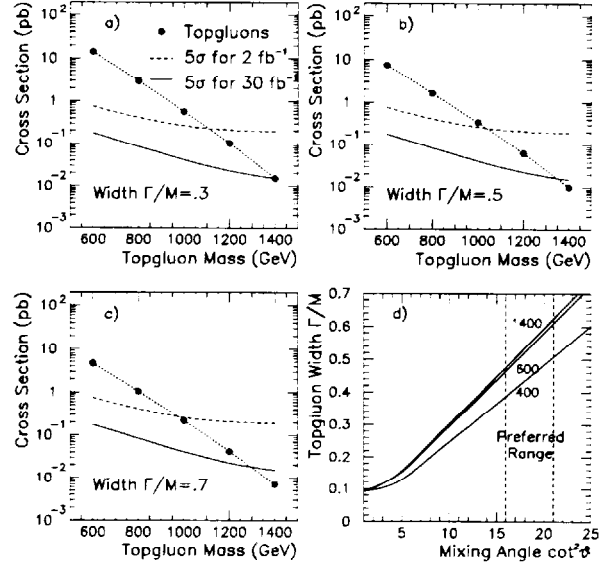 a)
Topgluons
5σ for 2 fb⁻¹
5σ for 30 fb⁻¹
Cross Section (pb)
10²
10
1
10⁻¹
10⁻²
10⁻³
Width Γ/M=.3
600 800 1000 1200 1400
Topgluon Mass (GeV)
b)
Cross Section (pb)
10²
10
1
10⁻¹
10⁻²
10⁻³
Width Γ/M=.5
600 800 1000 1200 1400
Topgluon Mass (GeV)
c)
Cross Section (pb)
10²
10
1
10⁻¹
10⁻²
10⁻³
Width Γ/M=.7
600 800 1000 1200 1400
Topgluon Mass (GeV)
d)
Topgluon Width Γ/M
0.7
0.6
0.5
0.4
0.3
0.2
0.1
0
1400
600
400
Preferred
Range
5 10 15 20 25
Mixing Angle cot²ϑ